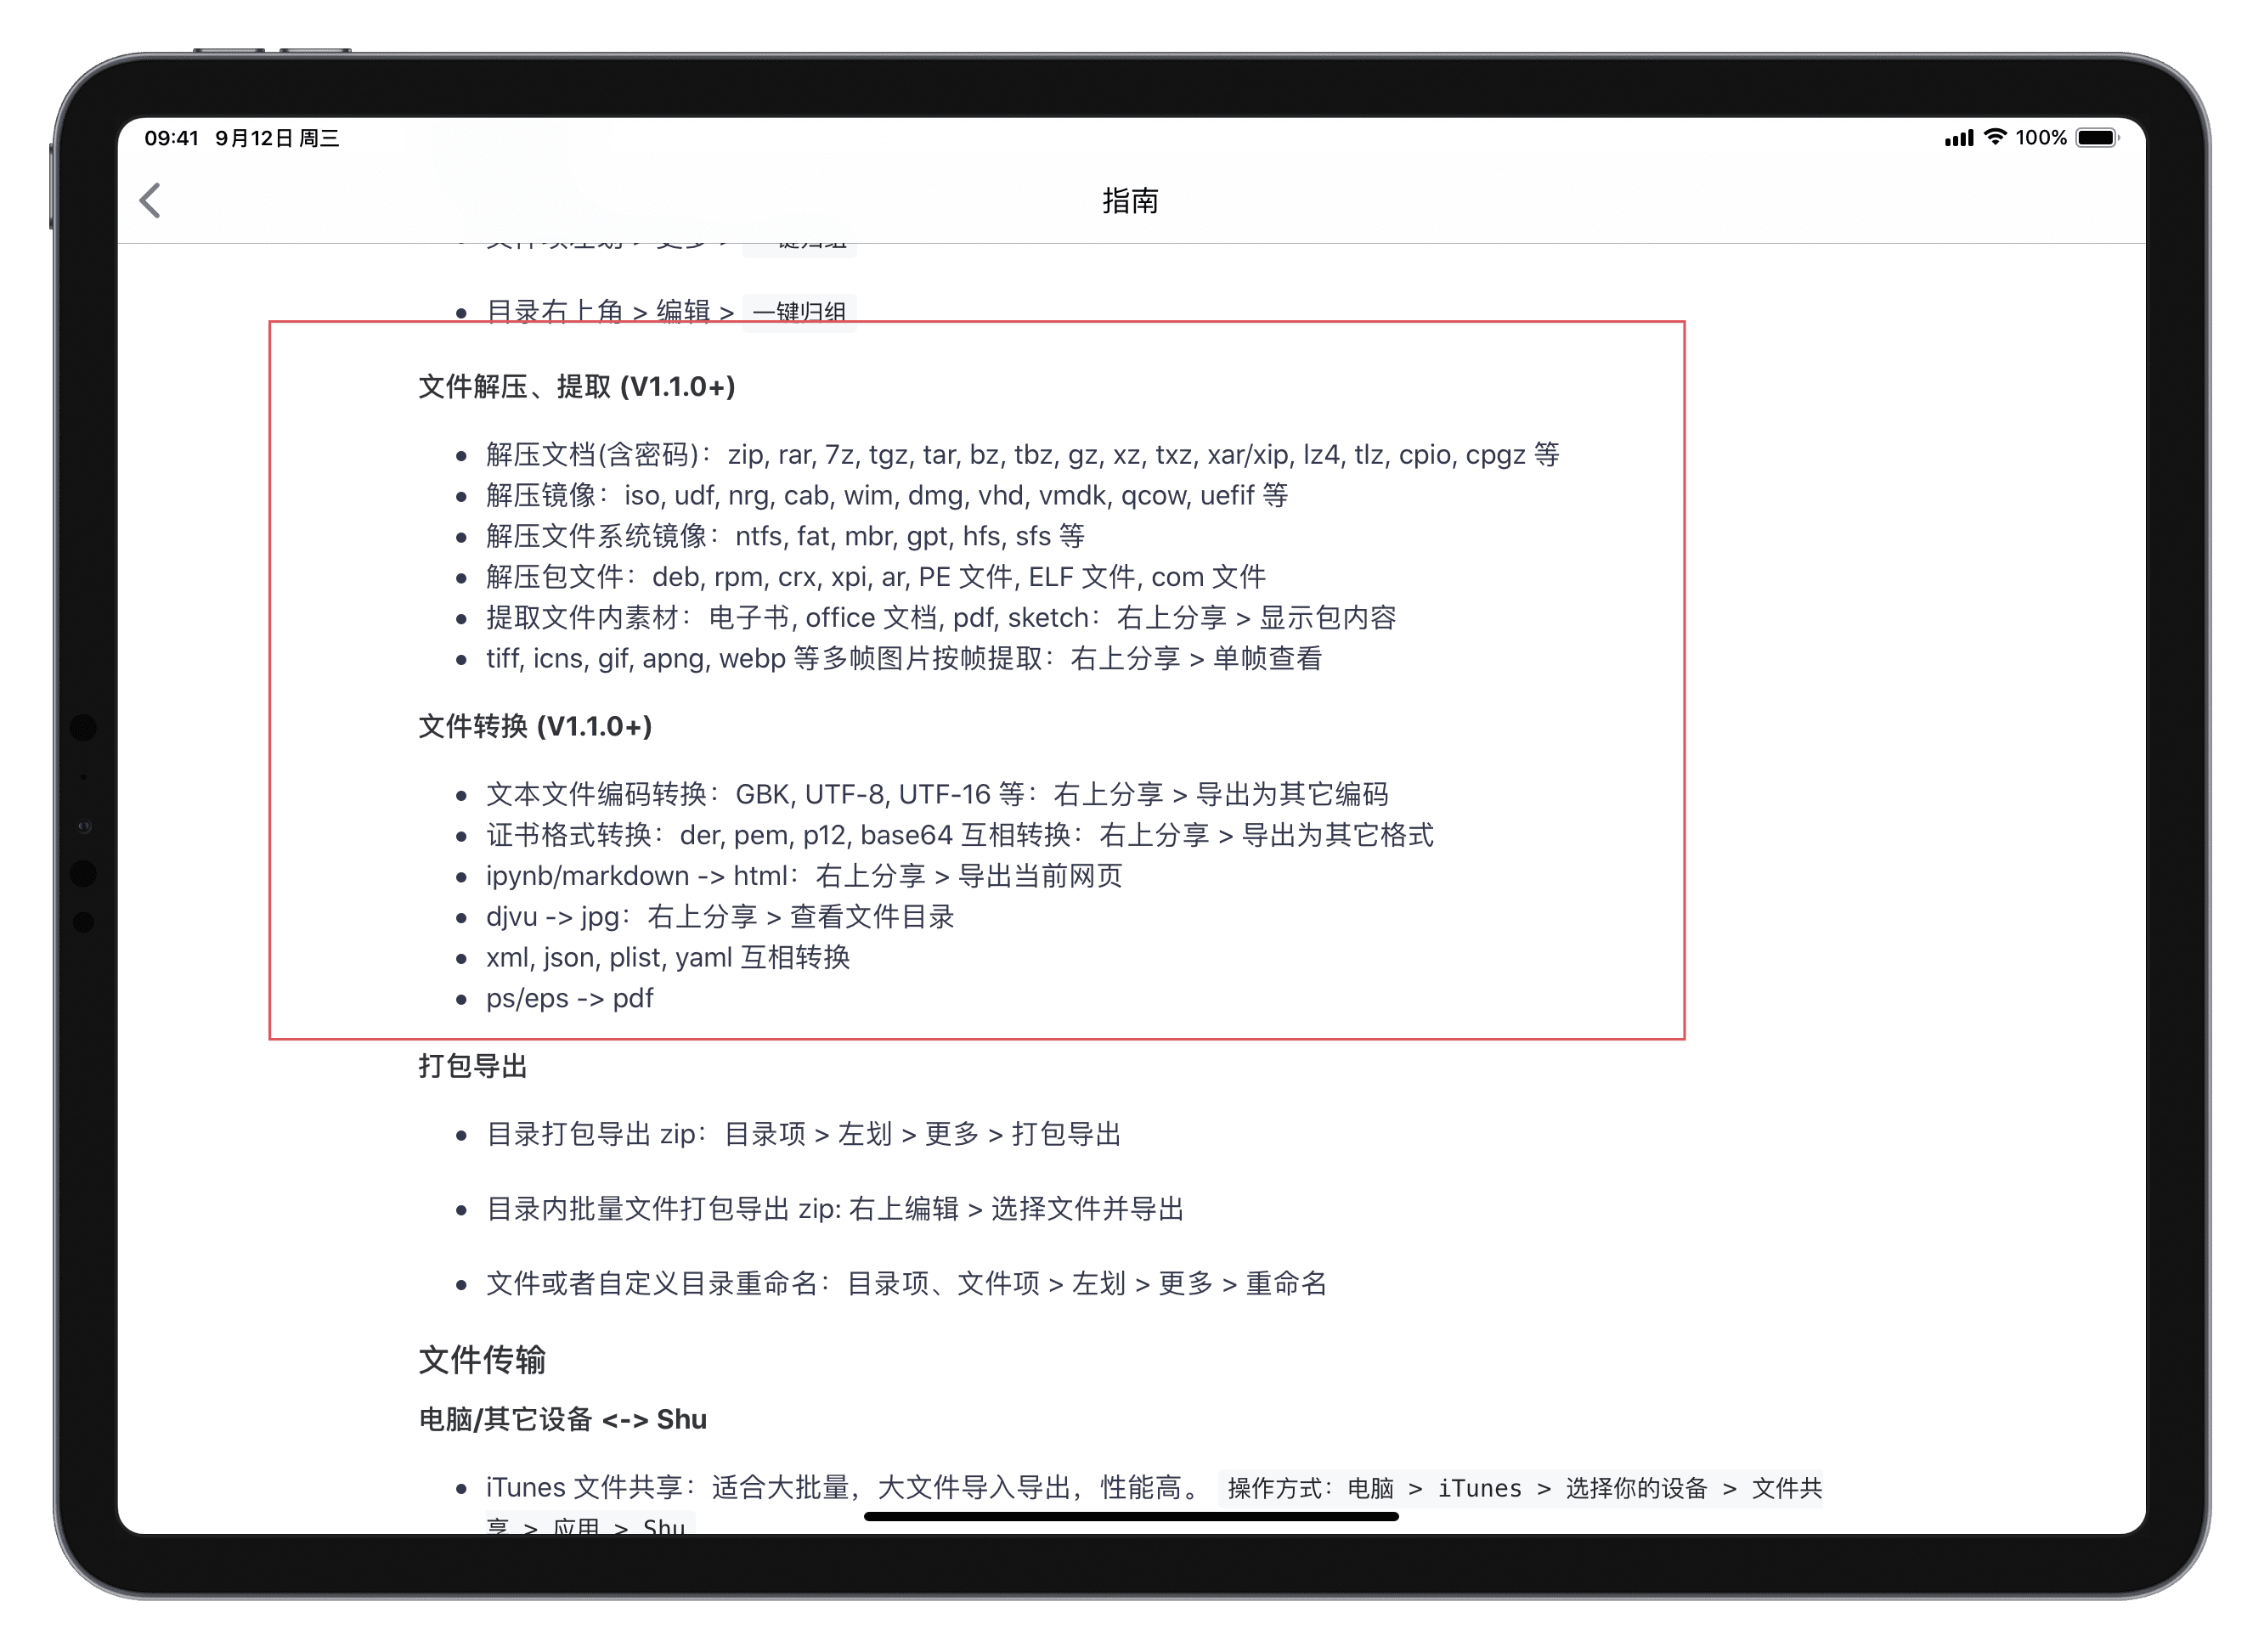 09:41 9月12日 周三
100%
指南
文件项左划 > 更多 > 一键归组
目录右上角 > 编辑 > 一键归组
文件解压、提取 (V1.1.0+)
解压文档(含密码)：zip, rar, 7z, tgz, tar, bz, tbz, gz, xz, txz, xar/xip, lz4, tlz, cpio, cpgz 等
解压镜像：iso, udf, nrg, cab, wim, dmg, vhd, vmdk, qcow, uefif 等
解压文件系统镜像：ntfs, fat, mbr, gpt, hfs, sfs 等
解压包文件：deb, rpm, crx, xpi, ar, PE 文件, ELF 文件, com 文件
提取文件内素材：电子书, office 文档, pdf, sketch：右上分享 > 显示包内容
tiff, icns, gif, apng, webp 等多帧图片按帧提取：右上分享 > 单帧查看
文件转换 (V1.1.0+)
文本文件编码转换：GBK, UTF-8, UTF-16 等：右上分享 > 导出为其它编码
证书格式转换：der, pem, p12, base64 互相转换：右上分享 > 导出为其它格式
ipynb/markdown -> html：右上分享 > 导出当前网页
djvu -> jpg：右上分享 > 查看文件目录
xml, json, plist, yaml 互相转换
ps/eps -> pdf
打包导出
目录打包导出 zip：目录项 > 左划 > 更多 > 打包导出
目录内批量文件打包导出 zip: 右上编辑 > 选择文件并导出
文件或者自定义目录重命名：目录项、文件项 > 左划 > 更多 > 重命名
文件传输
电脑/其它设备 <-> Shu
iTunes 文件共享：适合大批量，大文件导入导出，性能高。 操作方式：电脑 > iTunes > 选择你的设备 > 文件共
享 > 应用 > Shu